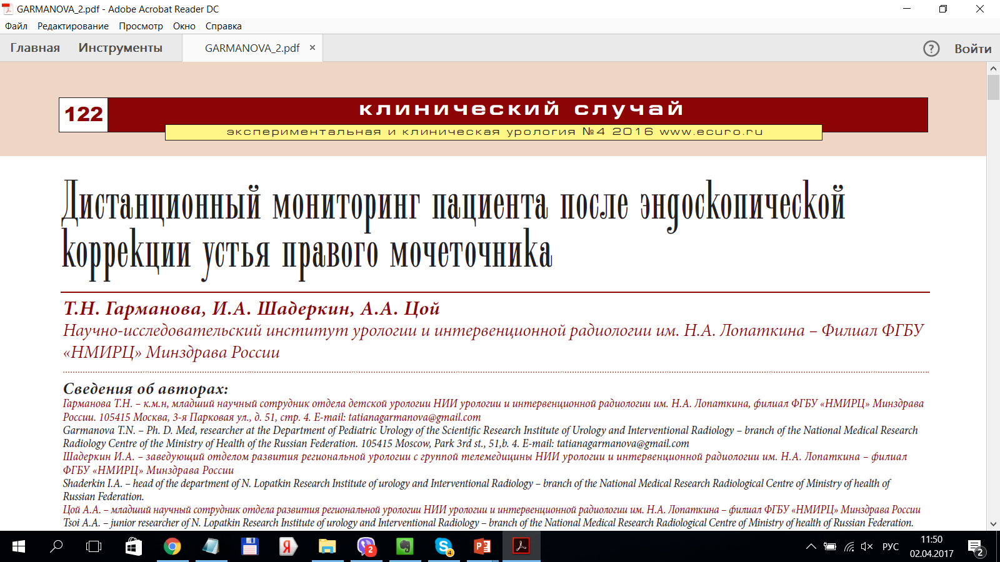 GARMANOVA_2.pdf - Adobe Acrobat Reader DC
Файл Редактирование Просмотр Окно Справка
Главная Инструменты GARMANOVA_2.pdf × ? Войти
122 клинический случай
экспериментальная и клиническая урология №4 2016 www.ecuro.ru
Дистанционный мониторинг пациента после эндоскопической
коррекции устья правого мочеточника
Т.Н. Гарманова, И.А. Шадеркин, А.А. Цой
Научно-исследовательский институт урологии и интервенционной радиологии им. Н.А. Лопаткина – Филиал ФГБУ
«НМИРЦ» Минздрава России
Сведения об авторах:
Гарманова Т.Н. – к.м.н, младший научный сотрудник отдела детской урологии НИИ урологии и интервенционной радиологии им. Н.А. Лопаткина, филиал ФГБУ «НМИРЦ» Минздрава
России. 105415 Москва, 3-я Парковая ул., д. 51, стр. 4. E-mail: tatianagarmanova@gmail.com
Garmanova T.N. – Ph. D. Med, researcher at the Department of Pediatric Urology of the Scientific Research Institute of Urology and Interventional Radiology – branch of the National Medical Research
Radiology Centre of the Ministry of Health of the Russian Federation. 105415 Moscow, Park 3rd st., 51,b. 4. E-mail: tatianagarmanova@gmail.com
Шадеркин И.А. – заведующий отделом развития региональной урологии с группой телемедицины НИИ урологии и интервенционной радиологии им. Н.А. Лопаткина – филиал
ФГБУ «НМИРЦ» Минздрава России
Shaderkin I.A. – head of the department of N. Lopatkin Research Institute of urology and Interventional Radiology – branch of the National Medical Research Radiological Centre of Ministry of health of
Russian Federation.
Цой А.А. – младший научный сотрудник отдела развития региональной урологии НИИ урологии и интервенционной радиологии им. Н.А. Лопаткина – филиал ФГБУ «НМИРЦ» Минздрава России
Tsoi A.A. – junior researcher of N. Lopatkin Research Institute of urology and Interventional Radiology – branch of the National Medical Research Radiological Centre of Ministry of health of Russian Federation.
Я 2 S 4 P РУС 11:50
02.04.2017 2